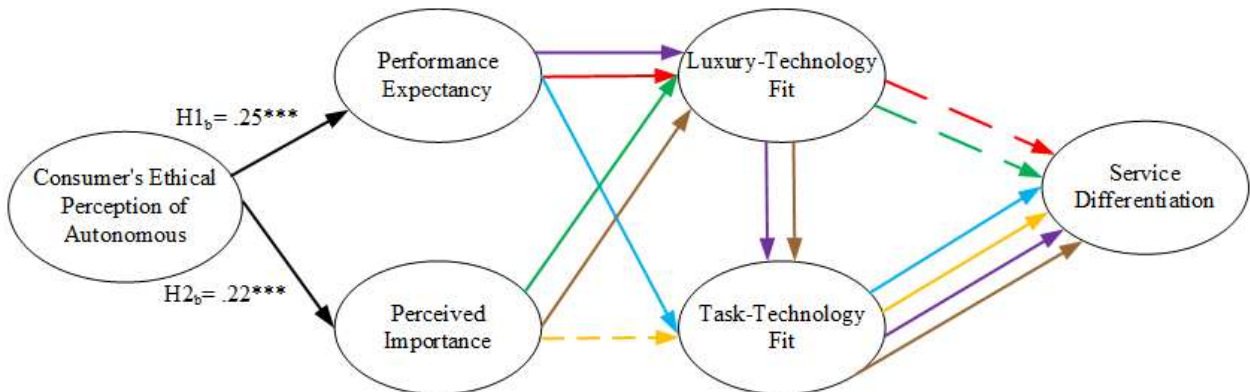 Performance
Expectancy
Luxury-Technology
Fit
H1b= .25***
Consumer's Ethical
Perception of
Autonomous
Service
Differentiation
H2b= .22***
Perceived
Importance
Task-Technology
Fit